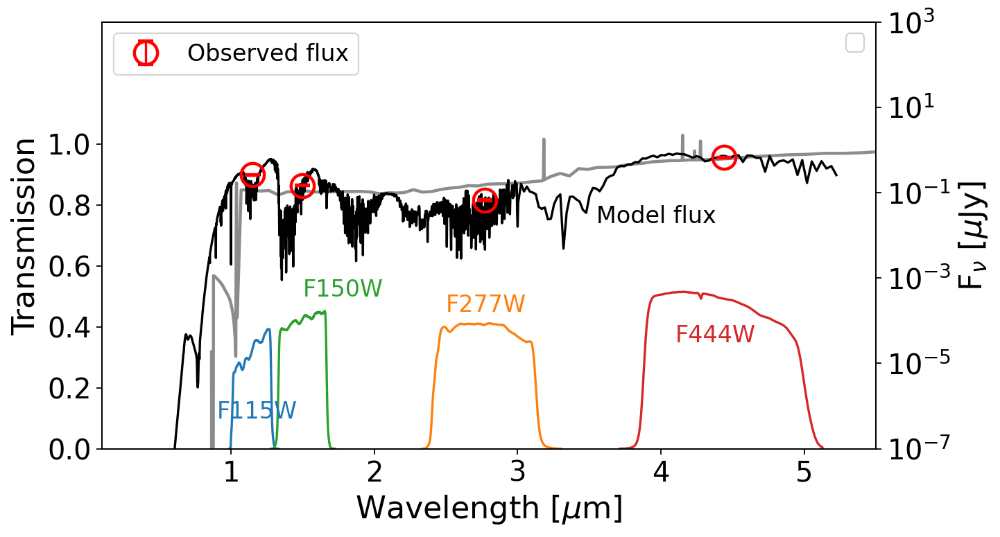 Observed flux
Transmission
1.0
0.8
0.6
0.4
0.2
0.0
10³
10¹
10⁻¹
10⁻³
10⁻⁵
10⁻⁷
F_ν [μJy]
Model flux
F150W
F277W
F444W
F115W
1 2 3 4 5
Wavelength [μm]